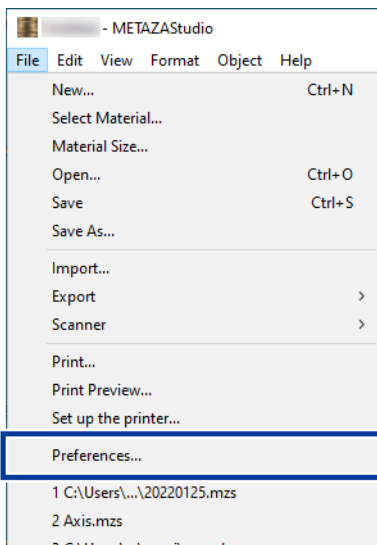 - METAZAStudio
File Edit View Format Object Help
New... Ctrl+N
Select Material...
Material Size...
Open... Ctrl+O
Save Ctrl+S
Save As...
Import...
Export >
Scanner >
Print...
Print Preview...
Set up the printer...
Preferences...
1 C:\Users\...\20220125.mzs
2 Axis.mzs